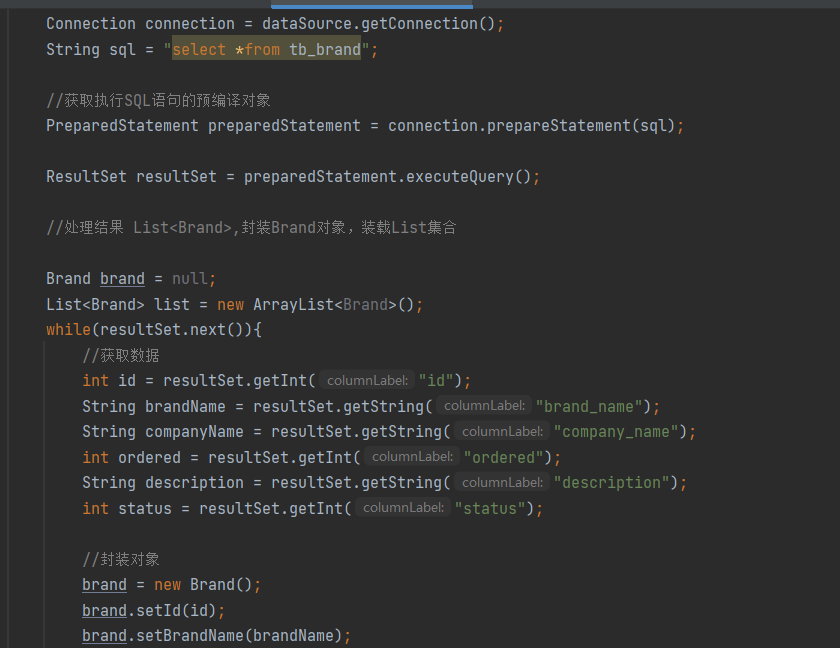 Connection connection = dataSource.getConnection();
String sql = "select *from tb_brand";
//获取执行SQL语句的预编译对象
PreparedStatement preparedStatement = connection.prepareStatement(sql);
ResultSet resultSet = preparedStatement.executeQuery();
//处理结果 List<Brand>,封装Brand对象，装载List集合
Brand brand = null;
List<Brand> list = new ArrayList<Brand>();
while(resultSet.next()){
//获取数据
int id = resultSet.getInt( columnLabel: "id");
String brandName = resultSet.getString( columnLabel: "brand_name");
String companyName = resultSet.getString( columnLabel: "company_name");
int ordered = resultSet.getInt( columnLabel: "ordered");
String description = resultSet.getString( columnLabel: "description");
int status = resultSet.getInt( columnLabel: "status");
//封装对象
brand = new Brand();
brand.setId(id);
brand.setBrandName(brandName);